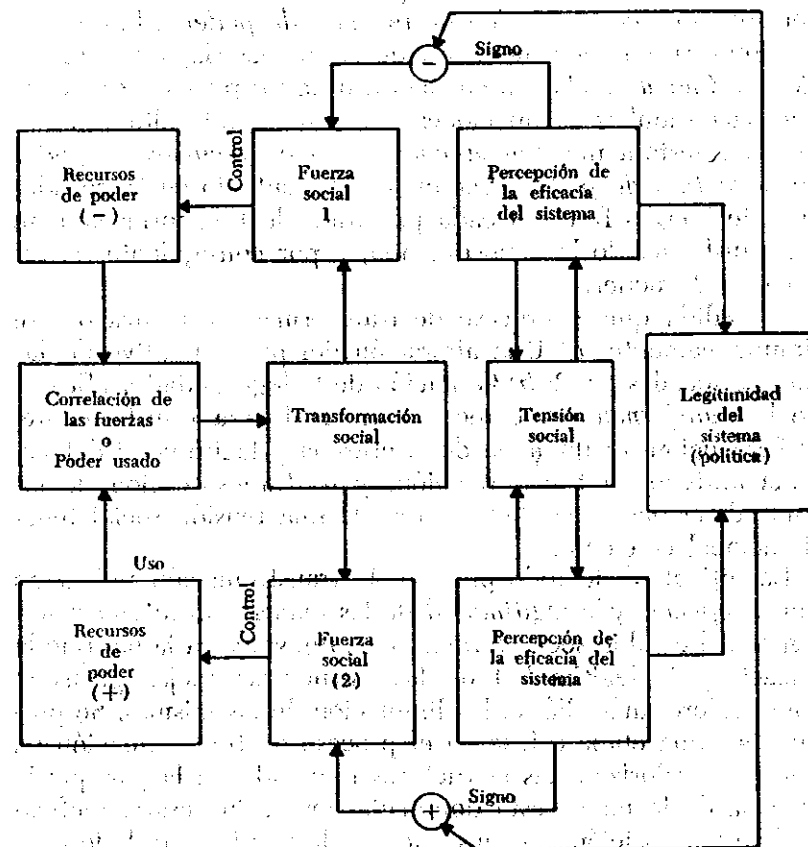 Signo
−
Recursos
de poder
(−)
Control
Fuerza
social
1
Percepción de
la eficacía
del sistema
Correlación de
las fuerzas
o
Poder usado
Transformación
social
Tensión
social
Legitimidad
del
sistema
(política)
Uso
Recursos
de
poder
(+)
Control
Fuerza
social
(2)
Percepción de
la eficacía del
sistema
Signo
+